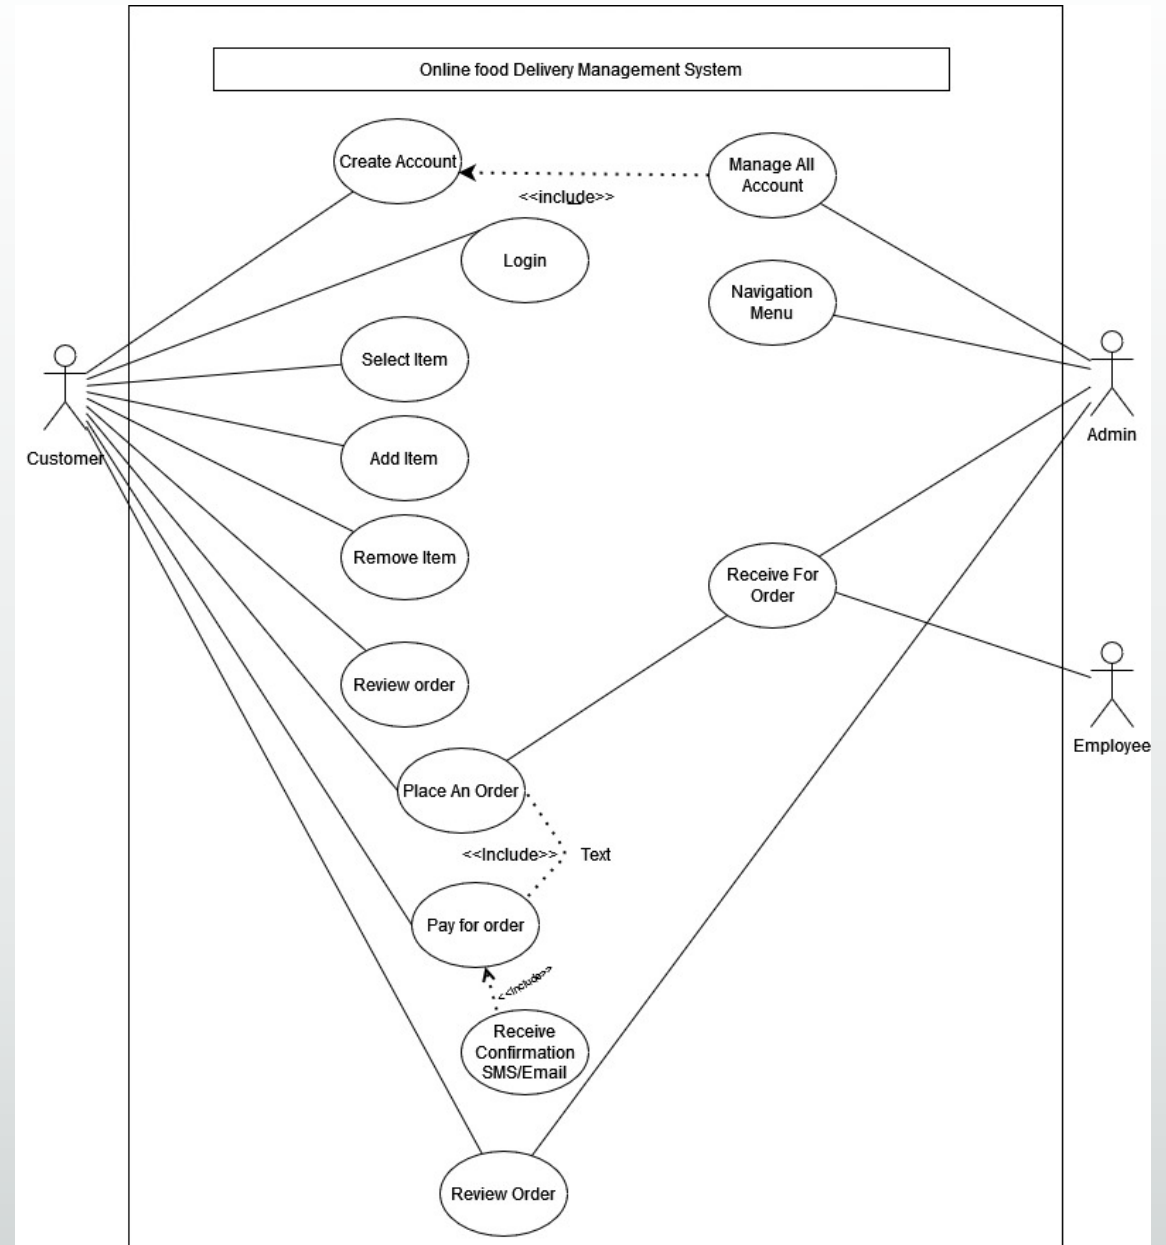 Online food Delivery Management System
Create Account
Manage All
Account
<<include>>
Login
Navigation
Menu
Select Item
Customer
Admin
Add Item
Remove Item
Receive For
Order
Review order
Employee
Place An Order
<<Include>>
Text
Pay for order
<<Include>>
Receive
Confirmation
SMS/Email
Review Order